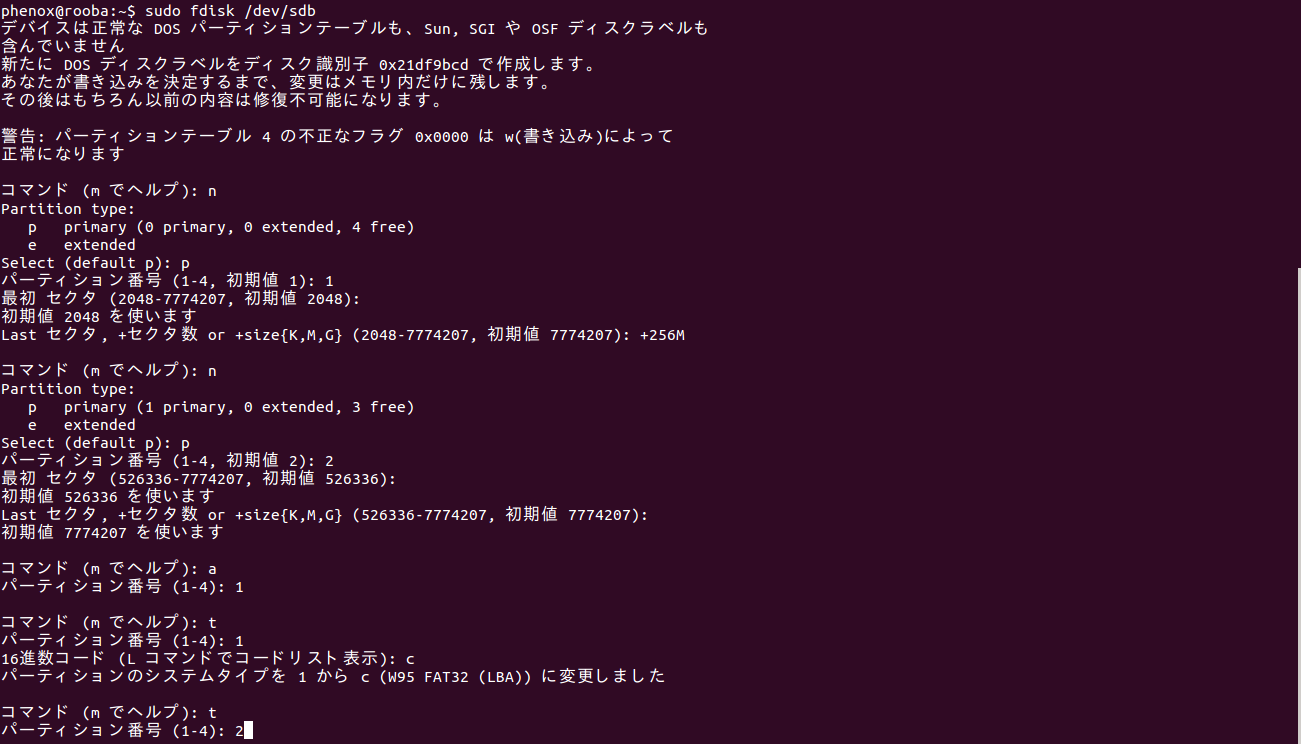 phenox@rooba:~$ sudo fdisk /dev/sdb
デバイスは正常な DOS パーティションテーブルも、Sun, SGI や OSF ディスクラベルも
含んでいません
新たに DOS ディスクラベルをディスク識別子 0x21df9bcd で作成します。
あなたが書き込みを決定するまで、変更はメモリ内だけに残します。
その後はもちろん以前の内容は修復不可能になります。

警告: パーティションテーブル 4 の不正なフラグ 0x0000 は w(書き込み)によって
正常になります

コマンド (m でヘルプ): n
Partition type:
   p   primary (0 primary, 0 extended, 4 free)
   e   extended
Select (default p): p
パーティション番号 (1-4, 初期値 1): 1
最初 セクタ (2048-7774207, 初期値 2048):
初期値 2048 を使います
Last セクタ, +セクタ数 or +size{K,M,G} (2048-7774207, 初期値 7774207): +256M

コマンド (m でヘルプ): n
Partition type:
   p   primary (1 primary, 0 extended, 3 free)
   e   extended
Select (default p): p
パーティション番号 (1-4, 初期値 2): 2
最初 セクタ (526336-7774207, 初期値 526336):
初期値 526336 を使います
Last セクタ, +セクタ数 or +size{K,M,G} (526336-7774207, 初期値 7774207):
初期値 7774207 を使います

コマンド (m でヘルプ): a
パーティション番号 (1-4): 1

コマンド (m でヘルプ): t
パーティション番号 (1-4): 1
16進数コード (L コマンドでコードリスト表示): c
パーティションのシステムタイプを 1 から c (W95 FAT32 (LBA)) に変更しました

コマンド (m でヘルプ): t
パーティション番号 (1-4): 2